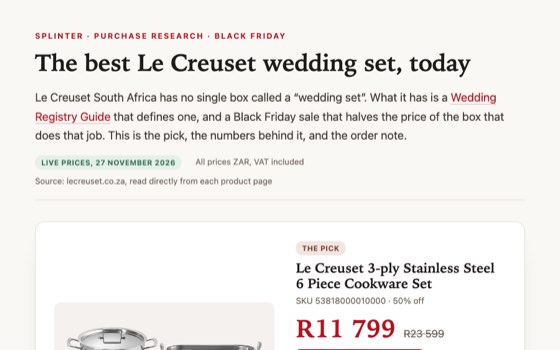 SPLINTER · PURCHASE RESEARCH · BLACK FRIDAY
The best Le Creuset wedding set, today
Le Creuset South Africa has no single box called a “wedding set”. What it has is a Wedding
Registry Guide that defines one, and a Black Friday sale that halves the price of the box that
does that job. This is the pick, the numbers behind it, and the order note.
LIVE PRICES, 27 NOVEMBER 2026 All prices ZAR, VAT included
Source: lecreuset.co.za, read directly from each product page
THE PICK
Le Creuset 3-ply Stainless Steel
6 Piece Cookware Set
SKU 53818000010000 · 50% off
R11 799 R23 599